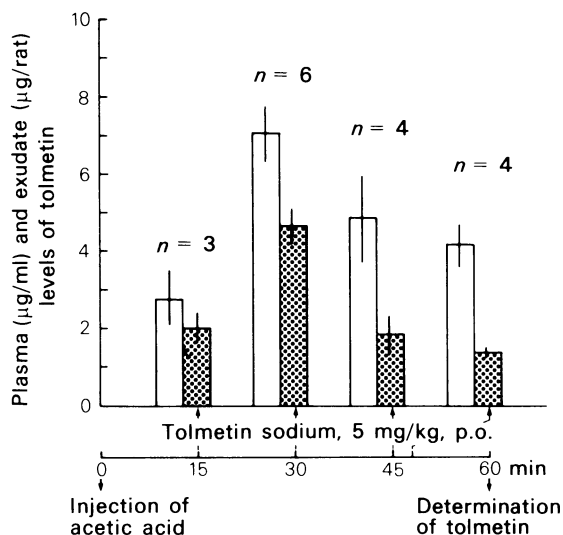 Plasma (μg/ml) and exudate (μg/rat)
levels of tolmetin
10
8
6
4
2
0
n = 3
n = 6
n = 4
n = 4
Tolmetin sodium, 5 mg/kg, p.o.
0 15 30 45 60 min
Injection of
acetic acid
Determination
of tolmetin